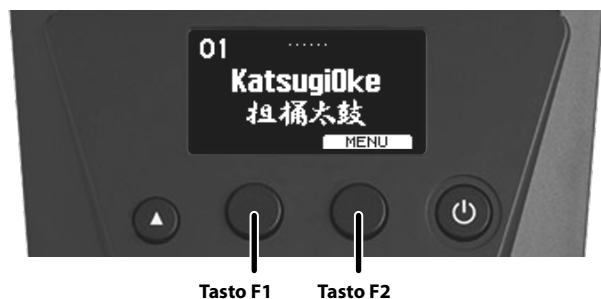 01
KatsugiOke
担桶太鼓
MENU
Tasto F1 Tasto F2